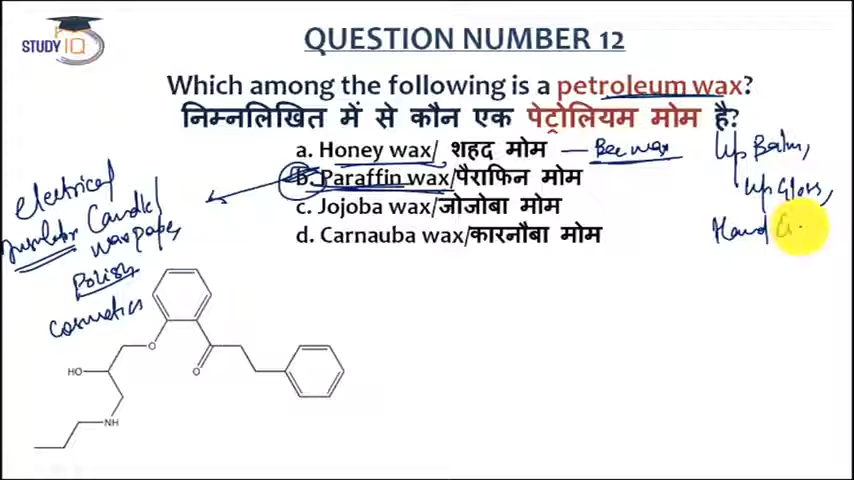 STUDY IQ
QUESTION NUMBER 12
Which among the following is a petroleum wax?
निम्नलिखित में से कौन एक पेट्रोलियम मोम है?
a. Honey wax/ शहद मोम — Bee wax
b. Paraffin wax/पैराफिन मोम
c. Jojoba wax/जोजोबा मोम
d. Carnauba wax/कारनौबा मोम
Lip Balm,
Lip Gloss,
Hand
electrical
Insulator
Candle/
wax paper,
Polish
Cosmetics
O
O
HO
NH